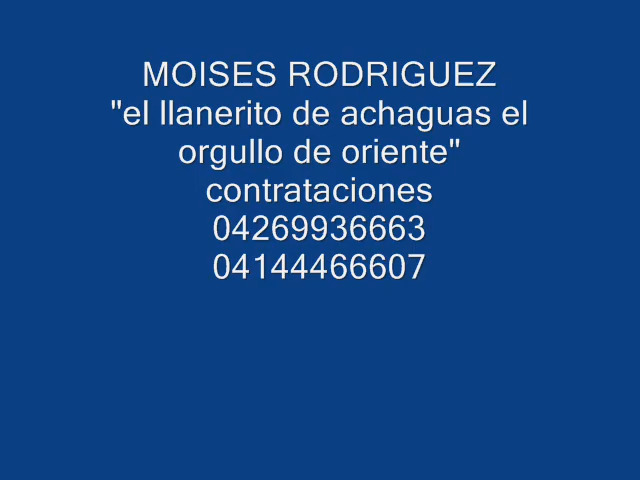 MOISES RODRIGUEZ
"el llanerito de achaguas el
orgullo de oriente"
contrataciones
04269936663
04144466607